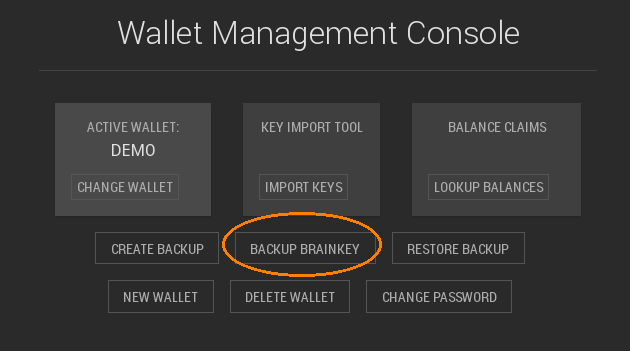 Wallet Management Console
ACTIVE WALLET:
DEMO
CHANGE WALLET
KEY IMPORT TOOL
IMPORT KEYS
BALANCE CLAIMS
LOOKUP BALANCES
CREATE BACKUP
BACKUP BRAINKEY
RESTORE BACKUP
NEW WALLET
DELETE WALLET
CHANGE PASSWORD